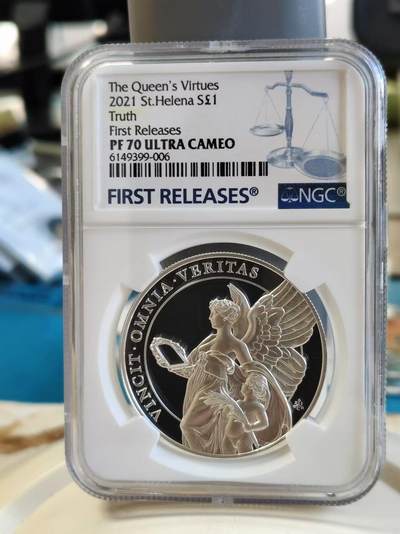 The Queen's Virtues
2021 St.Helena S£1
Truth
First Releases
PF 70 ULTRA CAMEO
6149399-006
FIRST RELEASES®
NGC®
VINCIT · OMNIA · VERITAS